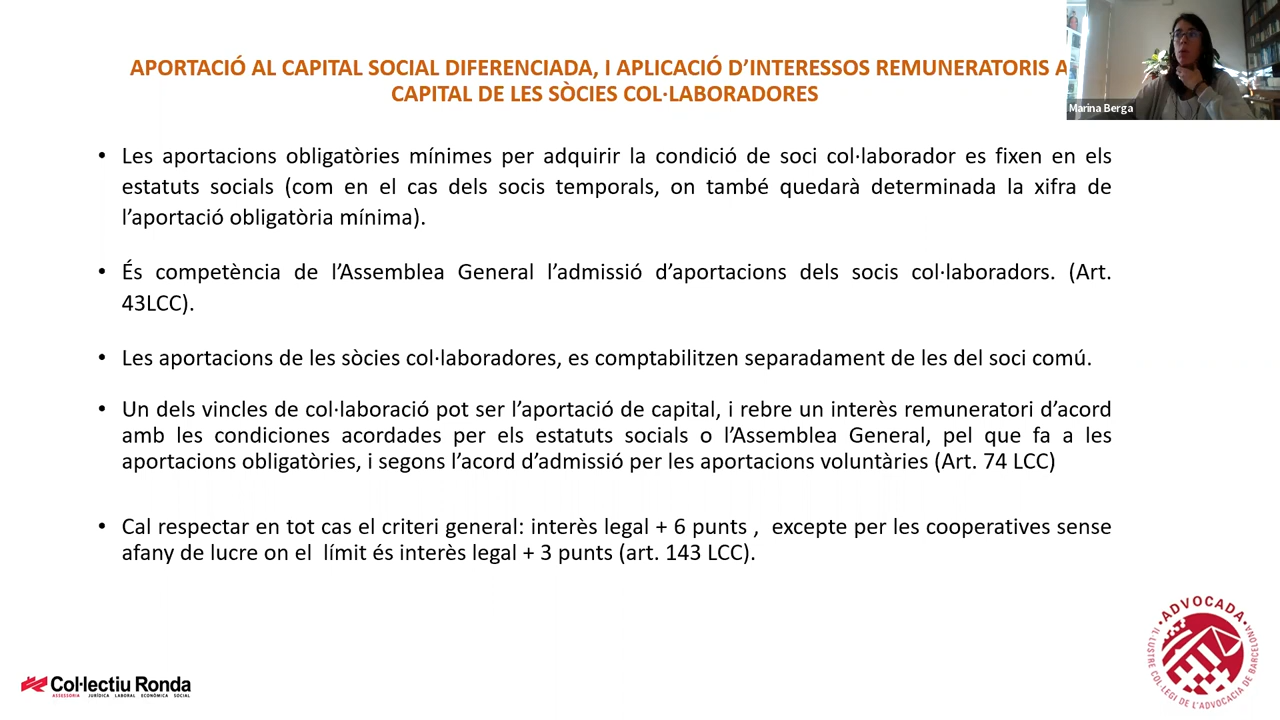 APORTACIÓ AL CAPITAL SOCIAL DIFERENCIADA, I APLICACIÓ D’INTERESSOS REMUNERATORIS A
CAPITAL DE LES SÒCIES COL·LABORADORES
Marina Berga
• Les aportacions obligatòries mínimes per adquirir la condició de soci col·laborador es fixen en els
estatuts socials (com en el cas dels socis temporals, on també quedarà determinada la xifra de
l’aportació obligatòria mínima).
• És competència de l’Assemblea General l’admissió d’aportacions dels socis col·laboradors. (Art.
43LCC).
• Les aportacions de les sòcies col·laboradores, es comptabilitzen separadament de les del soci comú.
• Un dels vincles de col·laboració pot ser l’aportació de capital, i rebre un interès remuneratori d’acord
amb les condiciones acordades per els estatuts socials o l’Assemblea General, pel que fa a les
aportacions obligatòries, i segons l’acord d’admissió per les aportacions voluntàries (Art. 74 LCC)
• Cal respectar en tot cas el criteri general: interès legal + 6 punts , excepte per les cooperatives sense
afany de lucre on el límit és interès legal + 3 punts (art. 143 LCC).
Col·lectiu Ronda
ASSESSORIA JURÍDICA LABORAL ECONÒMICA SOCIAL
ADVOCADA
IL·LUSTRE COL·LEGI DE L’ADVOCACIA DE BARCELONA